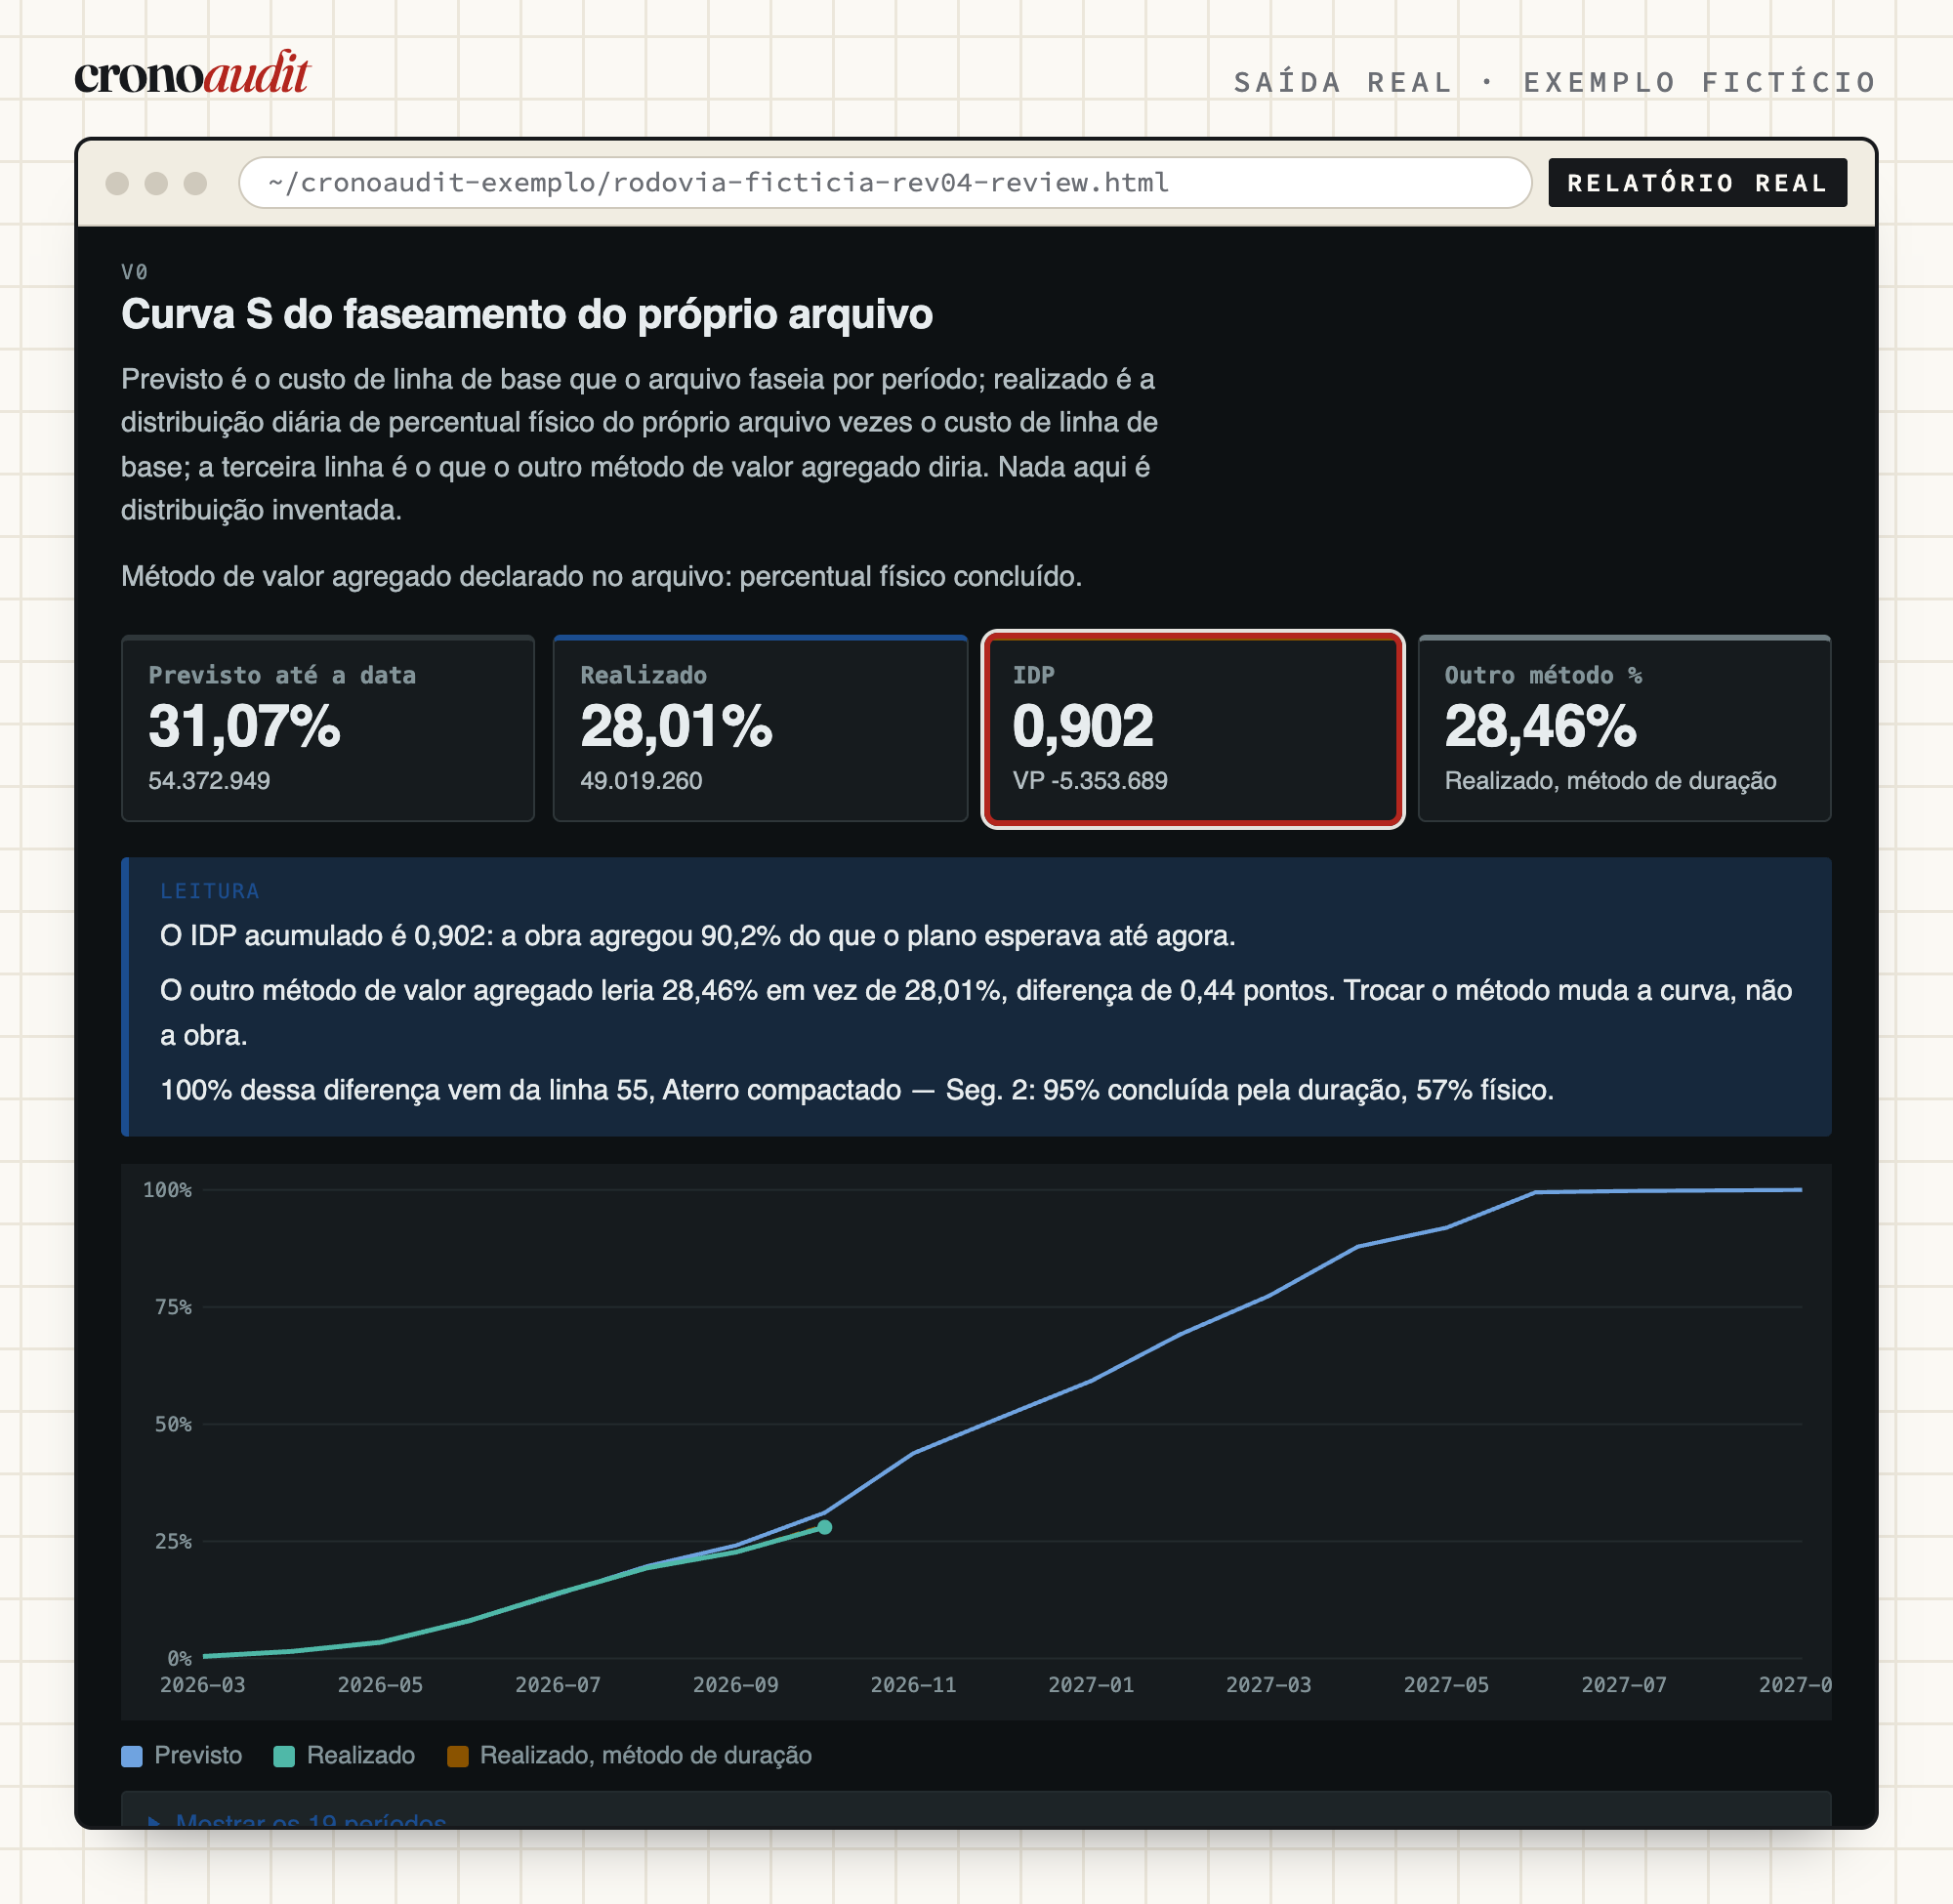 cronoaudit
SAÍDA REAL · EXEMPLO FICTÍCIO
~/cronoaudit-exemplo/rodovia-ficticia-rev04-review.html
RELATÓRIO REAL
V0
Curva S do faseamento do próprio arquivo
Previsto é o custo de linha de base que o arquivo faseia por período; realizado é a
distribuição diária de percentual físico do próprio arquivo vezes o custo de linha de
base; a terceira linha é o que o outro método de valor agregado diria. Nada aqui é
distribuição inventada.
Método de valor agregado declarado no arquivo: percentual físico concluído.
Previsto até a data
31,07%
54.372.949
Realizado
28,01%
49.019.260
IDP
0,902
VP -5.353.689
Outro método %
28,46%
Realizado, método de duração
LEITURA
O IDP acumulado é 0,902: a obra agregou 90,2% do que o plano esperava até agora.
O outro método de valor agregado leria 28,46% em vez de 28,01%, diferença de 0,44 pontos. Trocar o método muda a curva, não
a obra.
100% dessa diferença vem da linha 55, Aterro compactado — Seg. 2: 95% concluída pela duração, 57% físico.
100%
75%
50%
25%
0%
2026-03 2026-05 2026-07 2026-09 2026-11 2027-01 2027-03 2027-05 2027-07 2027-0
Previsto Realizado Realizado, método de duração
Mostrar os 19 períodos